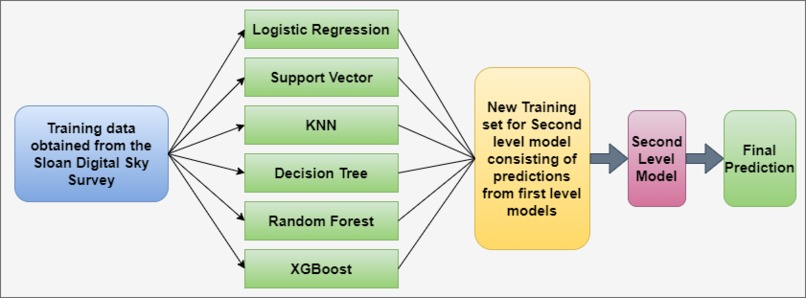 Training data
obtained from the
Sloan Digital Sky
Survey
Logistic Regression
Support Vector
KNN
Decision Tree
Random Forest
XGBoost
New Training
set for Second
level model
consisting of
predictions
from first level
models
Second
Level
Model
Final
Prediction